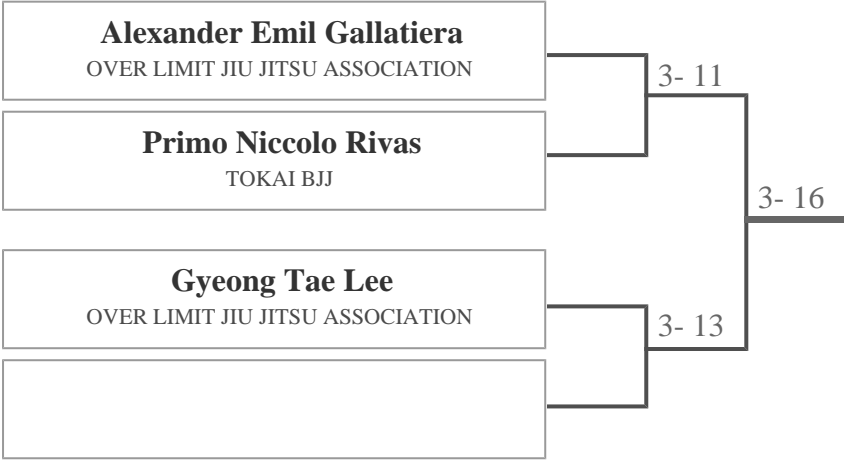 Alexander Emil Gallatiera
OVER LIMIT JIU JITSU ASSOCIATION
3- 11
Primo Niccolo Rivas
TOKAI BJJ
3- 16
Gyeong Tae Lee
OVER LIMIT JIU JITSU ASSOCIATION
3- 13